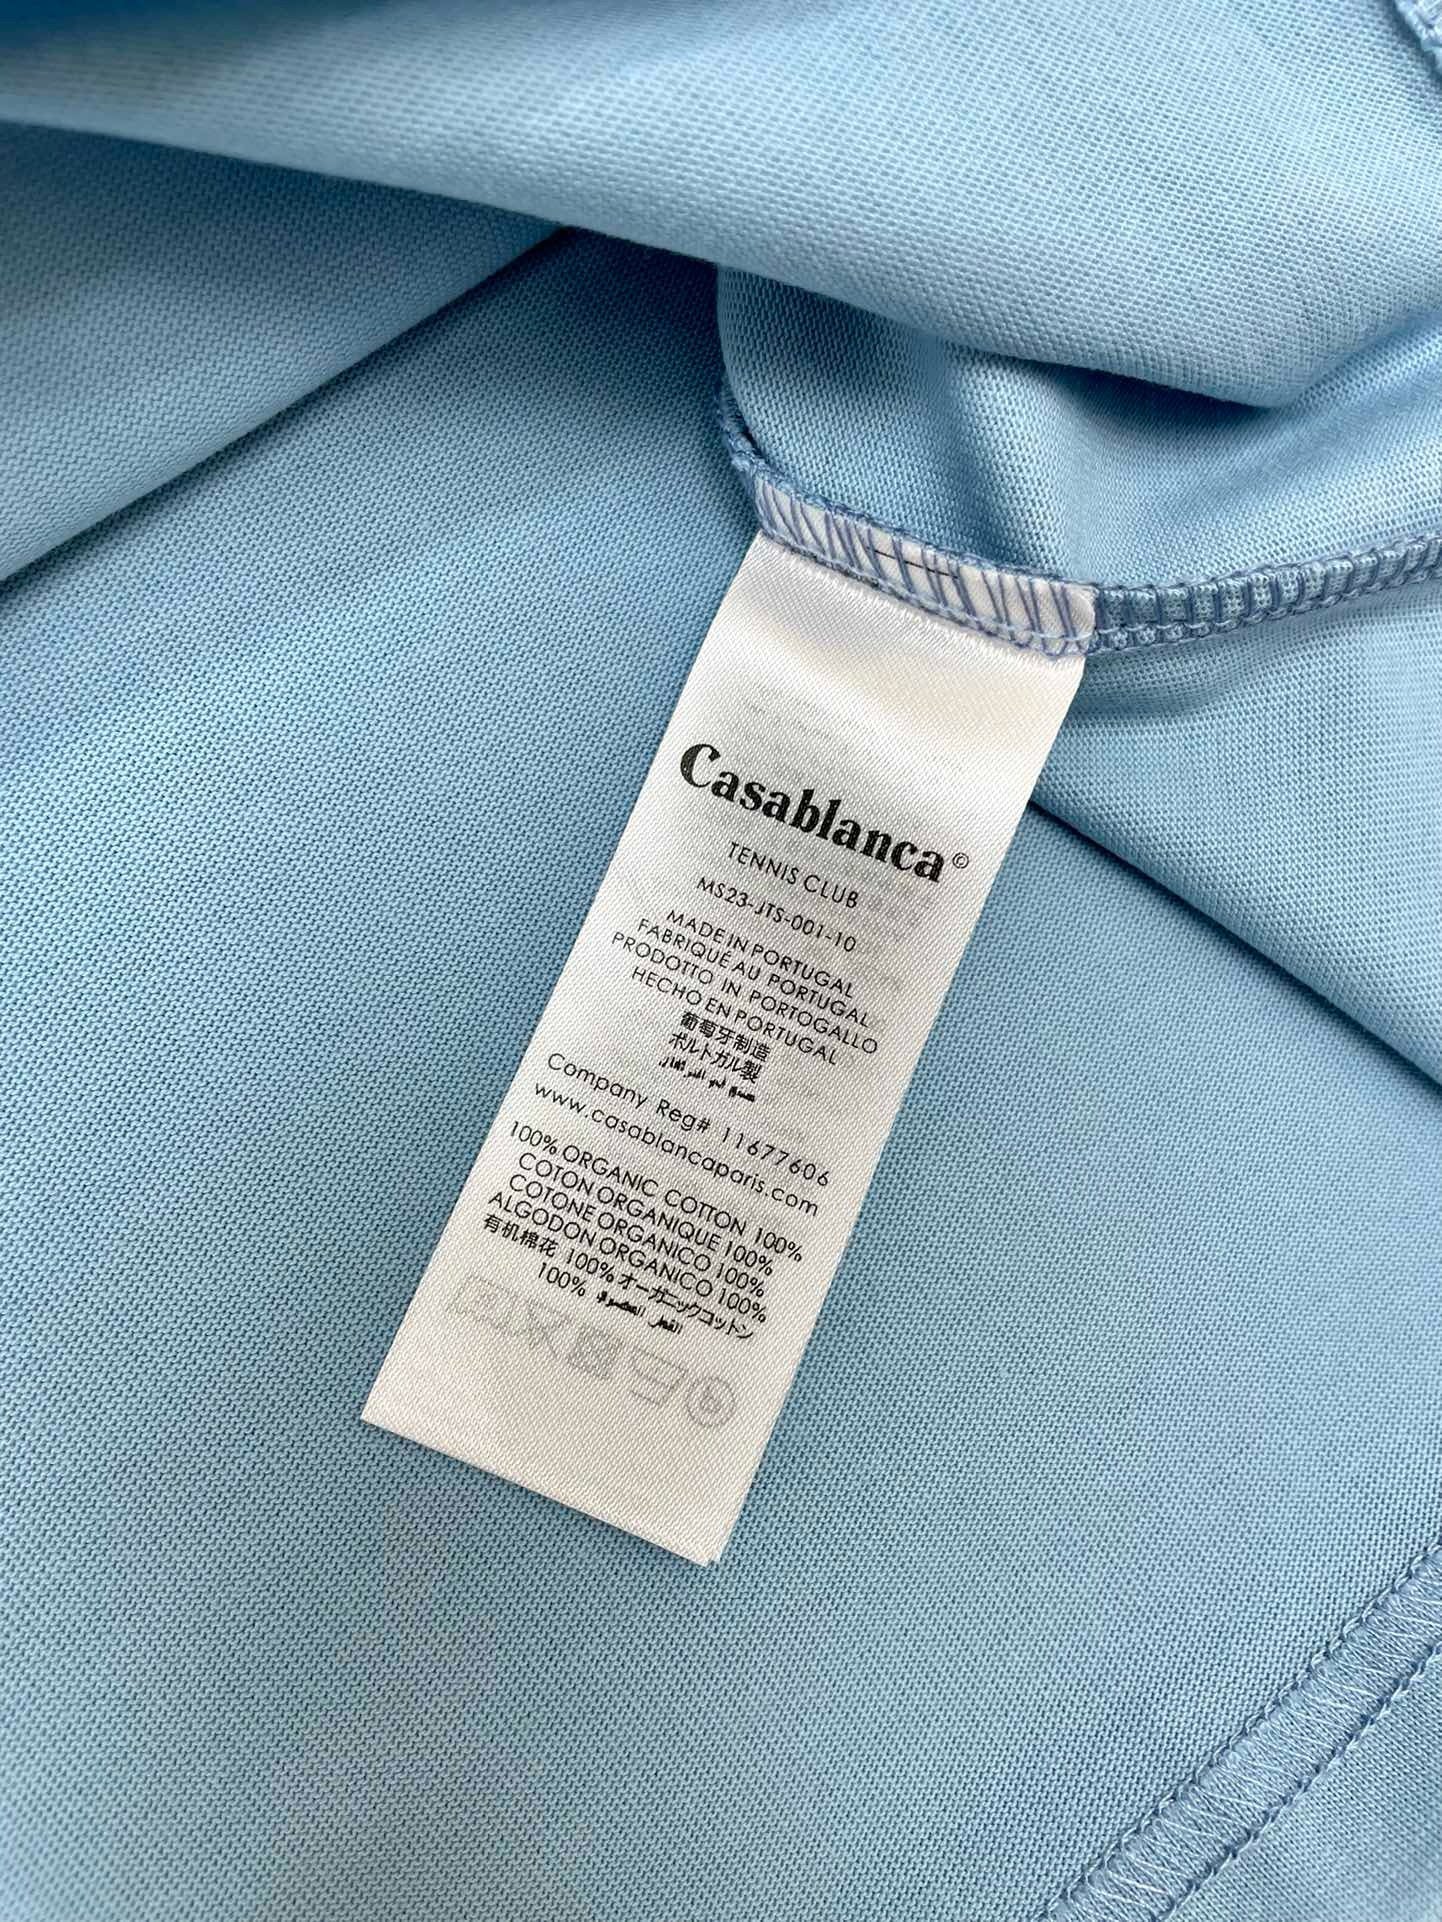 Casablanca©
TENNIS CLUB
MS23-JTS-001-10
MADE IN PORTUGAL
FABRIQUÉ AU PORTUGAL
PRODOTTO IN PORTOGALLO
HECHO EN PORTUGAL
葡萄牙制造
ポルトガル製
Company Reg# 11677606
www.casablancaparis.com
100% ORGANIC COTTON 100%
COTON ORGANIQUE 100%
COTONE ORGANICO 100%
ALGODON ORGANICO 100%
有机棉花 100% オーガニックコットン
100%